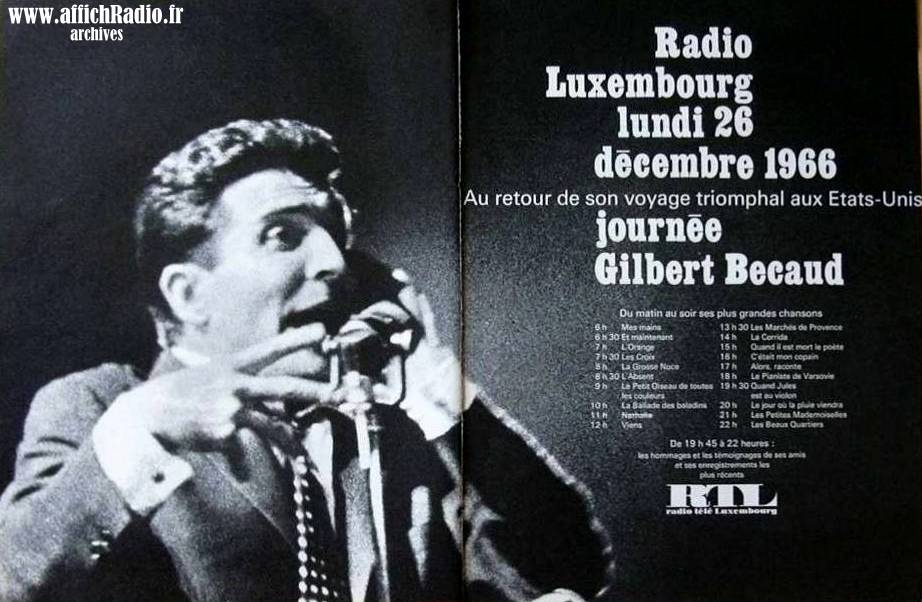 www.affichRadio.fr
archives
Radio
Luxembourg
lundi 26
décembre 1966
Au retour de son voyage triomphal aux Etats-Unis
journée
Gilbert Becaud
Du matin au soir ses plus grandes chansons
6 h Mes mains
6 h 30 Et maintenant
7 h L'Orange
7 h 30 Les Croix
8 h La Grosse Noce
8 h 30 L'Absent
9 h Le Petit Oiseau de toutes
les couleurs
10 h La Ballade des baladins
11 h Nathalie
12 h Viens
13 h 30 Les Marchés de Provence
14 h La Corrida
15 h Quand il est mort le poète
16 h C'était mon copain
17 h Alors, raconte
18 h Le Pianiste de Varsovie
19 h 30 Quand Jules
est au violon
20 h Le jour où la pluie viendra
21 h Les Petites Mademoiselles
22 h Les Beaux Quartiers
De 19 h 45 à 22 heures :
les hommages et les témoignages de ses amis
et ses enregistrements les
plus récents
RTL
radio télé Luxembourg